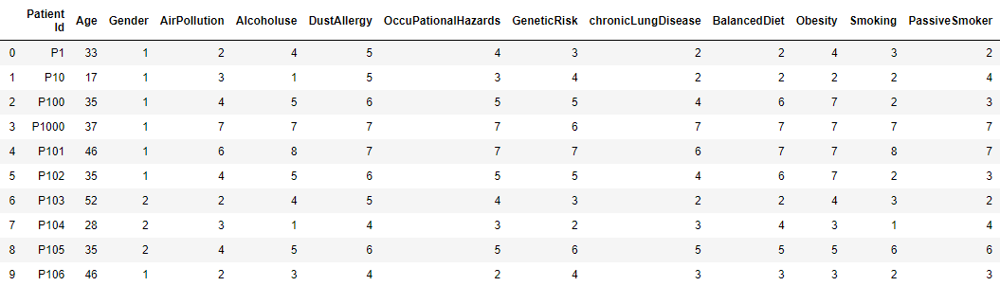 Patient Id Age Gender AirPollution Alcoholuse DustAllergy OccuPationalHazards GeneticRisk chronicLungDisease BalancedDiet Obesity Smoking PassiveSmoker
0 P1 33 1 2 4 5 4 3 2 2 4 3 2
1 P10 17 1 3 1 5 3 4 2 2 2 2 4
2 P100 35 1 4 5 6 5 5 4 6 7 2 3
3 P1000 37 1 7 7 7 7 6 7 7 7 7 7
4 P101 46 1 6 8 7 7 7 6 7 7 8 7
5 P102 35 1 4 5 6 5 5 4 6 7 2 3
6 P103 52 2 2 4 5 4 3 2 2 4 3 2
7 P104 28 2 3 1 4 3 2 3 4 3 1 4
8 P105 35 2 4 5 6 5 6 5 5 5 6 6
9 P106 46 1 2 3 4 2 4 3 3 3 2 3